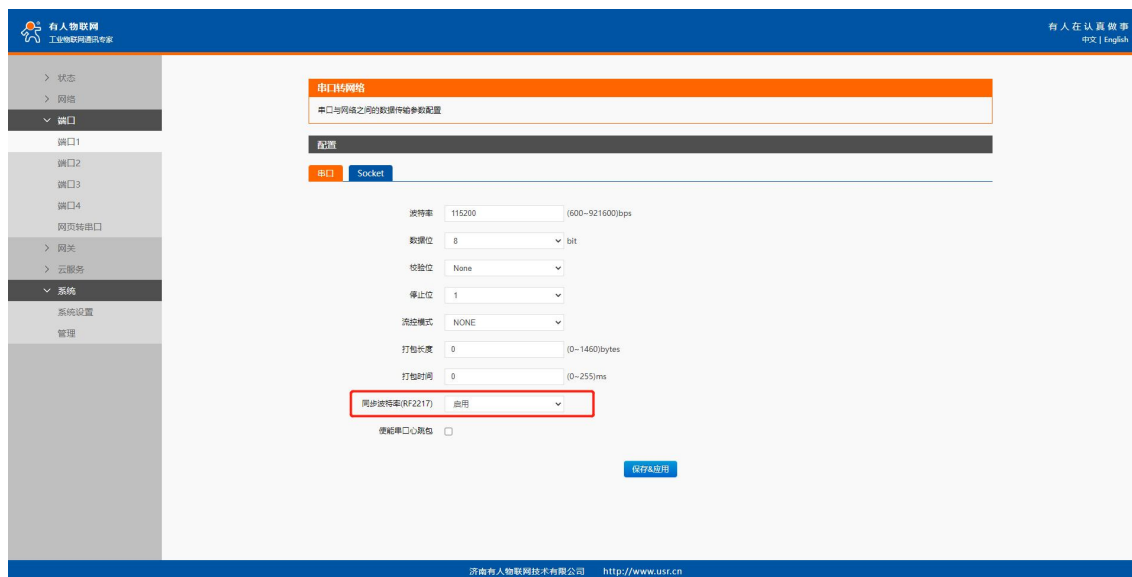 有人物联网
工业物联网通讯专家
有人在认真做事
中文 | English
状态
网络
端口
端口1
端口2
端口3
端口4
网页转串口
网关
云服务
系统
系统设置
管理
串口转网络
串口与网络之间的数据传输参数配置
配置
串口 Socket
波特率 115200 (600~921600)bps
数据位 8 bit
校验位 None
停止位 1
流控模式 NONE
打包长度 0 (0~1460)bytes
打包时间 0 (0~255)ms
同步波特率(RF2217) 启用
使能串口心跳包
保存&应用
济南有人物联网技术有限公司 http://www.usr.cn